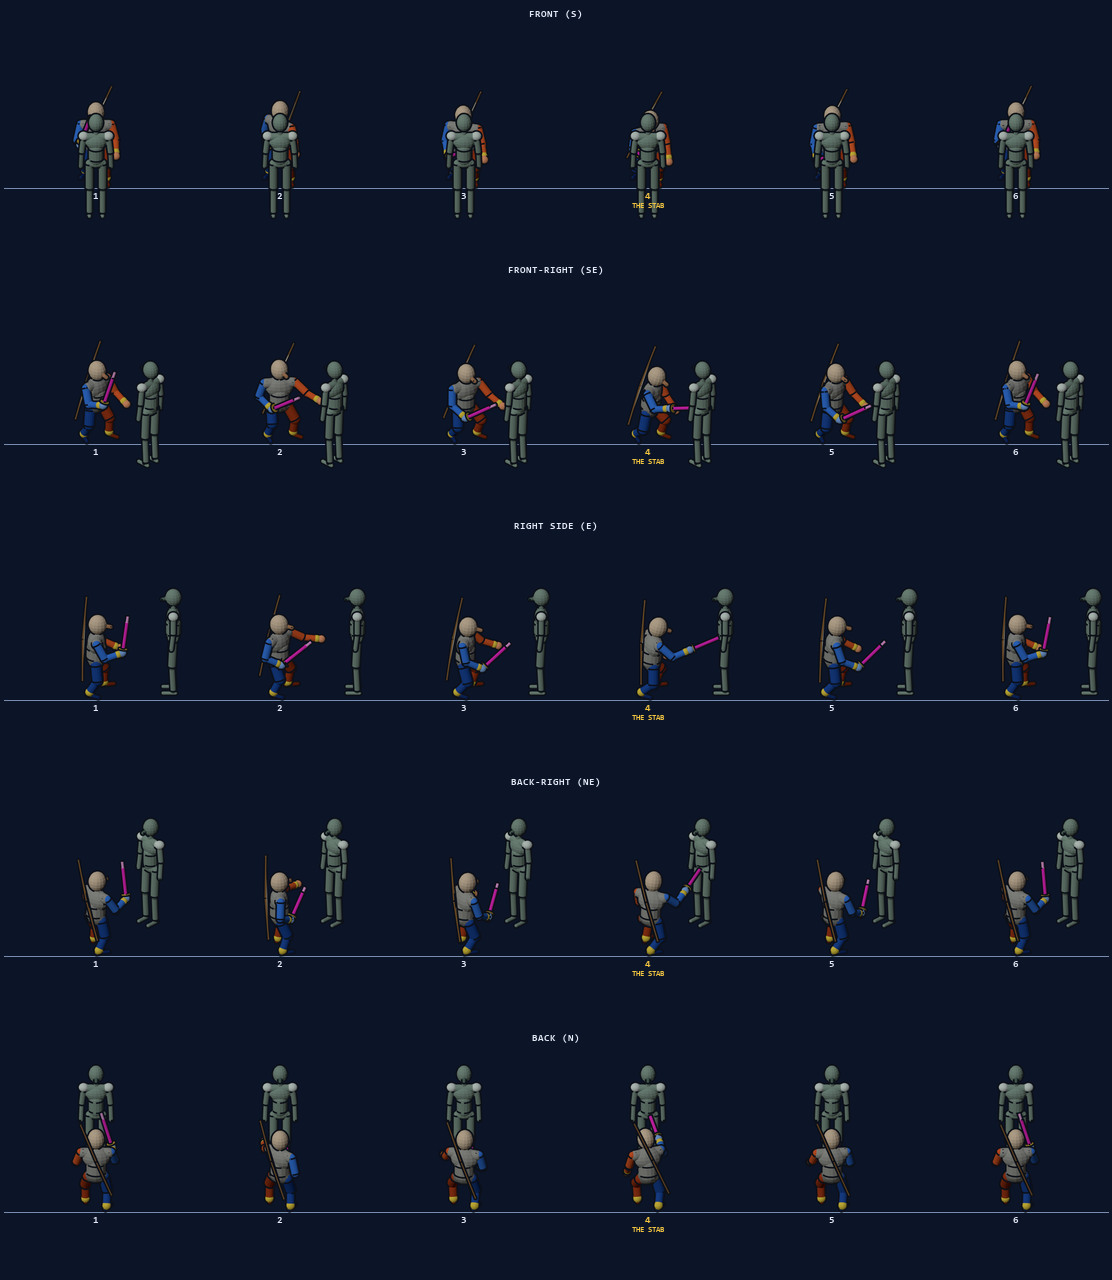 FRONT (S)
1 2 3 4 5 6
THE STAB
FRONT-RIGHT (SE)
1 2 3 4 5 6
THE STAB
RIGHT SIDE (E)
1 2 3 4 5 6
THE STAB
BACK-RIGHT (NE)
1 2 3 4 5 6
THE STAB
BACK (N)
1 2 3 4 5 6
THE STAB